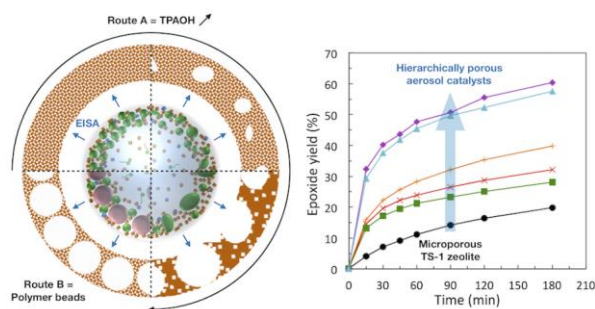 Route A = TPAOH ↗
EISA
Route B =
Polymer beads
Epoxide yield (%)
70
60
50
40
30
20
10
0
Hierarchically porous
aerosol catalysts
Microporous
TS-1 zeolite
0 30 60 90 120 150 180 210
Time (min)